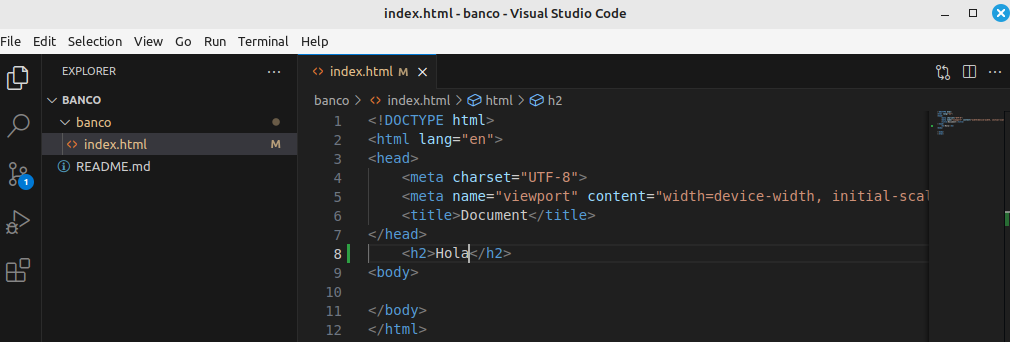 index.html - banco - Visual Studio Code
File Edit Selection View Go Run Terminal Help
EXPLORER
BANCO
banco
index.html M
README.md
1
index.html M
banco > index.html > html > h2
1 <!DOCTYPE html>
2 <html lang="en">
3 <head>
4 <meta charset="UTF-8">
5 <meta name="viewport" content="width=device-width, initial-scal
6 <title>Document</title>
7 </head>
8 <h2>Hola</h2>
9 <body>
10
11 </body>
12 </html>